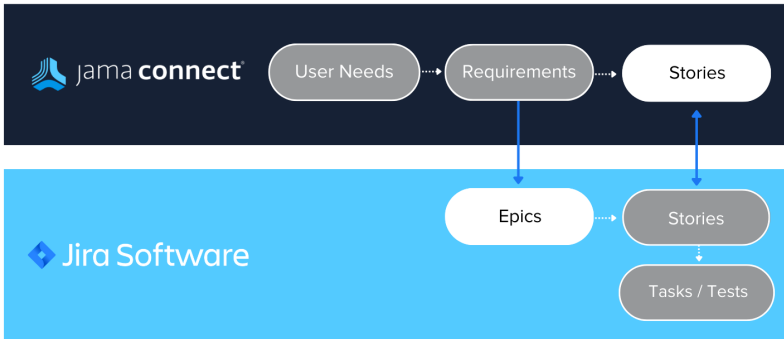 jama connect®
User Needs
Requirements
Stories
Epics
Stories
Jira Software
Tasks / Tests